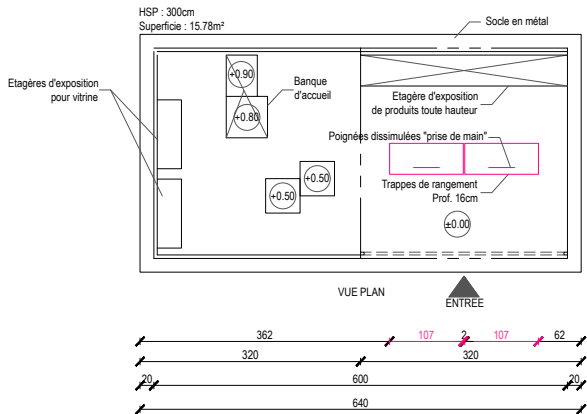 HSP : 300cm
Superficie : 15.78m²
Socle en métal
Etagères d'exposition
pour vitrine
+0.90
Banque
d'accueil
+0.80
Etagère d'exposition
de produits toute hauteur
Poignées dissimulées "prise de main"
+0.50
+0.50
Trappes de rangement
Prof. 16cm
±0.00
VUE PLAN
ENTREE
362 107 2 107 62
320 320
20 600 20
640